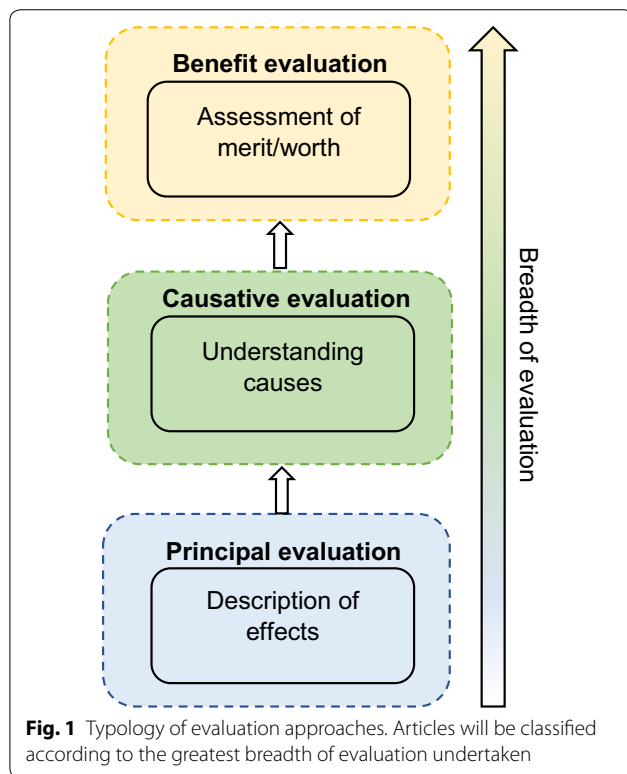 Benefit evaluation
Assessment of
merit/worth
Causative evaluation
Understanding
causes
Principal evaluation
Description of
effects
Breadth of evaluation
Fig. 1 Typology of evaluation approaches. Articles will be classified
according to the greatest breadth of evaluation undertaken